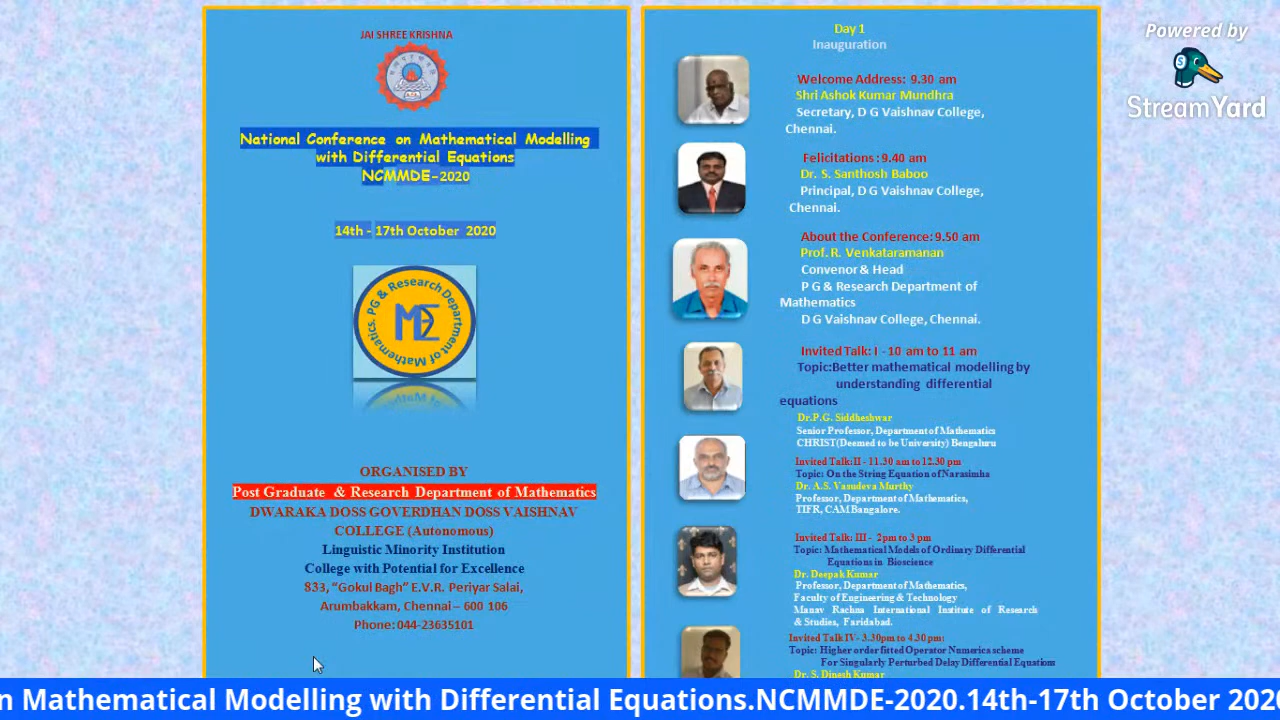 JAI SHREE KRISHNA
National Conference on Mathematical Modelling
with Differential Equations
NCMMDE-2020
14th - 17th October 2020
PG & Research Department of Mathematics.
ME
ORGANISED BY
Post Graduate & Research Department of Mathematics
DWARAKA DOSS GOVERDHAN DOSS VAISHNAV
COLLEGE (Autonomous)
Linguistic Minority Institution
College with Potential for Excellence
833, “Gokul Bagh” E.V.R. Periyar Salai,
Arumbakkam, Chennai – 600 106
Phone: 044-23635101
Day 1
Inauguration
Welcome Address: 9.30 am
Shri Ashok Kumar Mundhra
Secretary, D G Vaishnav College,
Chennai.
Felicitations : 9.40 am
Dr. S. Santhosh Baboo
Principal, D G Vaishnav College,
Chennai.
About the Conference: 9.50 am
Prof. R. Venkataramanan
Convenor & Head
P G & Research Department of
Mathematics
D G Vaishnav College, Chennai.
Invited Talk: I - 10 am to 11 am
Topic:Better mathematical modelling by
understanding differential
equations
Dr.P.G. Siddheshwar
Senior Professor, Department of Mathematics
CHRIST(Deemed to be University) Bengaluru
Invited Talk:II - 11.30 am to 12.30 pm
Topic: On the String Equation of Narasimha
Dr. A.S. Vasudeva Murthy
Professor, Department of Mathematics,
TIFR, CAM Bangalore.
Invited Talk: III - 2pm to 3 pm
Topic: Mathematical Models of Ordinary Differential
Equations in Bioscience
Dr. Deepak Kumar
Professor, Department of Mathematics,
Faculty of Engineering & Technology
Manav Rachna International Institute of Research
& Studies, Faridabad.
Invited Talk IV- 3.30pm to 4.30 pm:
Topic: Higher order fitted Operator Numerica scheme
For Singularly Perturbed Delay Differential Equation
Dr. S. Dinesh Kumar
Powered by
StreamYard
n Mathematical Modelling with Differential Equations.NCMMDE-2020.14th-17th October 2020